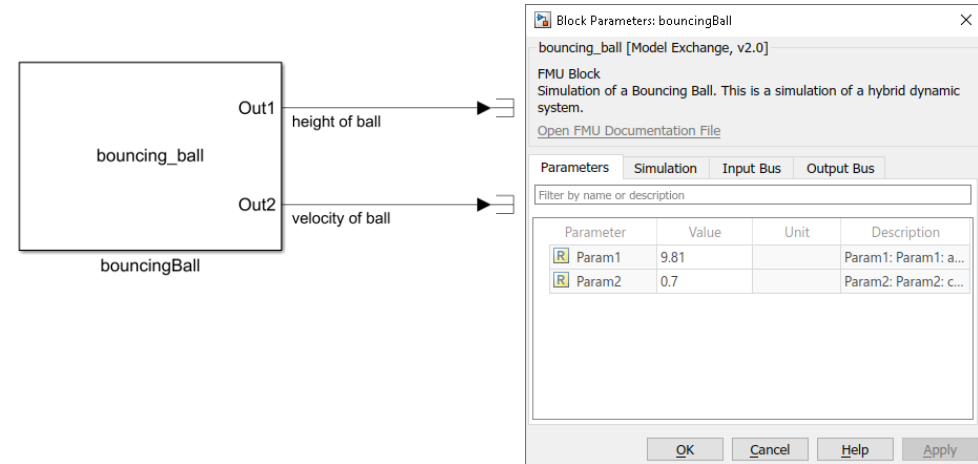 Out1
height of ball
bouncing_ball
Out2
velocity of ball
bouncingBall
Block Parameters: bouncingBall
bouncing_ball [Model Exchange, v2.0]
FMU Block
Simulation of a Bouncing Ball. This is a simulation of a hybrid dynamic
system.
Open FMU Documentation File
Parameters Simulation Input Bus Output Bus
Filter by name or description
Parameter Value Unit Description
R Param1 9.81 Param1: Param1: a...
R Param2 0.7 Param2: Param2: c...
OK Cancel Help Apply